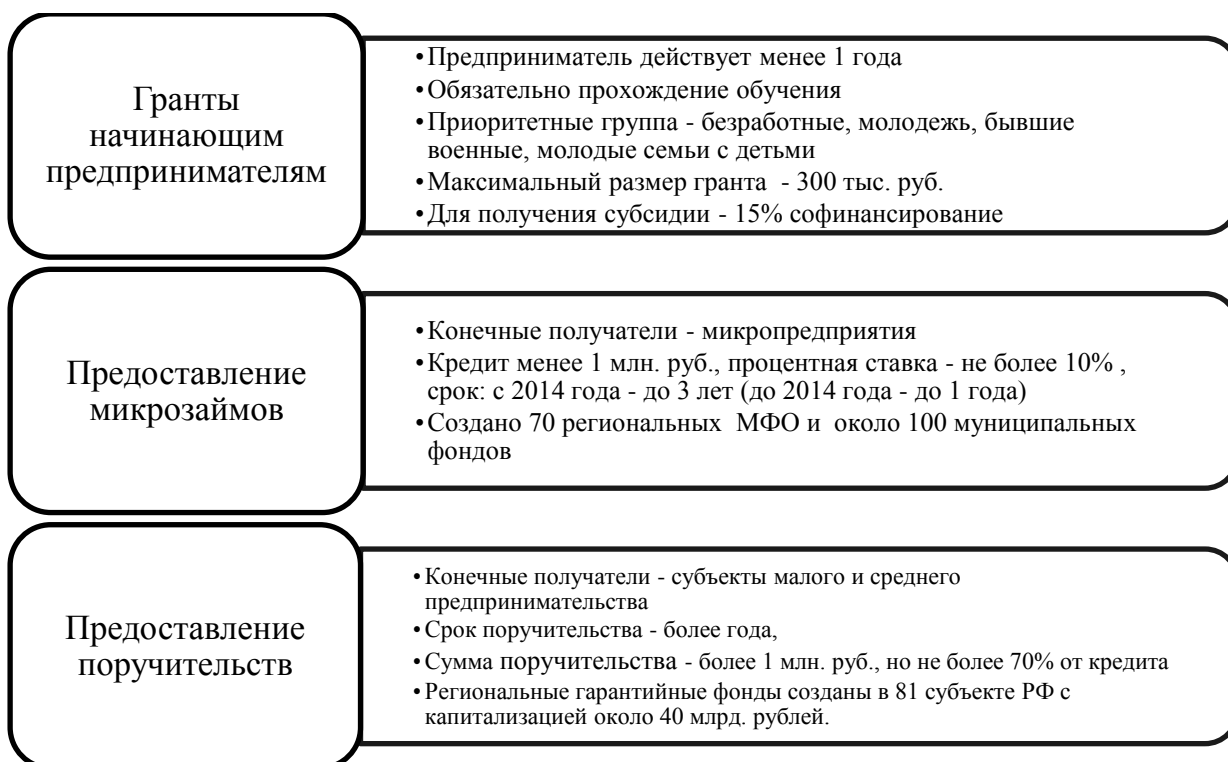 Гранты
начинающим
предпринимателям
•Предприниматель действует менее 1 года
•Обязательно прохождение обучения
•Приоритетные группа - безработные, молодежь, бывшие
военные, молодые семьи с детьми
•Максимальный размер гранта - 300 тыс. руб.
•Для получения субсидии - 15% софинансирование
Предоставление
микрозаймов
•Конечные получатели - микропредприятия
•Кредит менее 1 млн. руб., процентная ставка - не более 10% ,
срок: с 2014 года - до 3 лет (до 2014 года - до 1 года)
•Создано 70 региональных МФО и около 100 муниципальных
фондов
Предоставление
поручительств
•Конечные получатели - субъекты малого и среднего
предпринимательства
•Срок поручительства - более года,
•Сумма поручительства - более 1 млн. руб., но не более 70% от кредита
•Региональные гарантийные фонды созданы в 81 субъекте РФ с
капитализацией около 40 млрд. рублей.